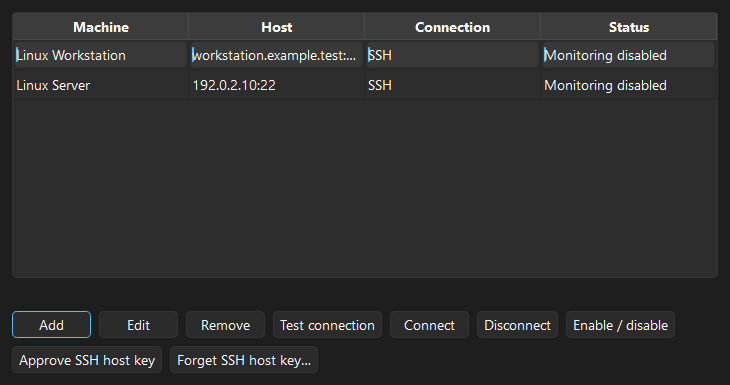 Machine Host Connection Status
Linux Workstation workstation.example.test:... SSH Monitoring disabled
Linux Server 192.0.2.10:22 SSH Monitoring disabled
Add Edit Remove Test connection Connect Disconnect Enable / disable
Approve SSH host key Forget SSH host key...